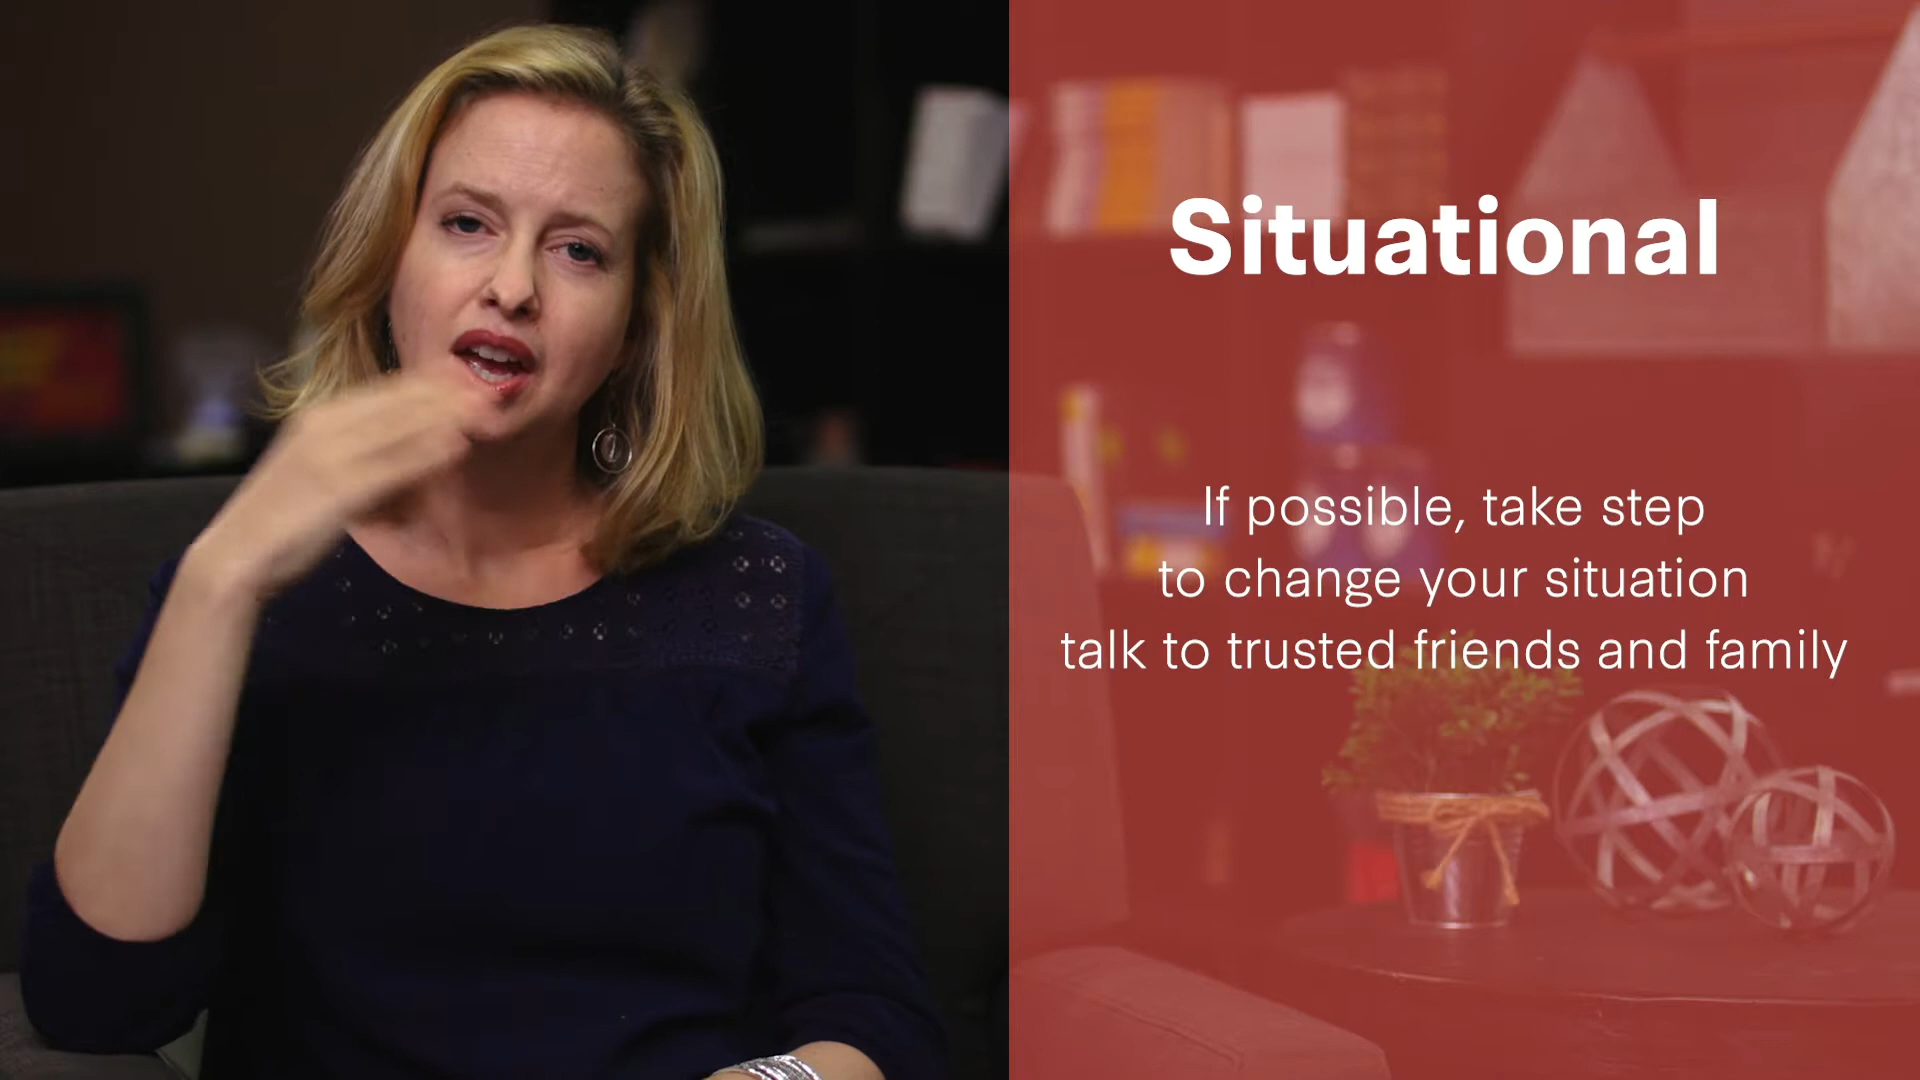 Situational
If possible, take step
to change your situation
talk to trusted friends and family